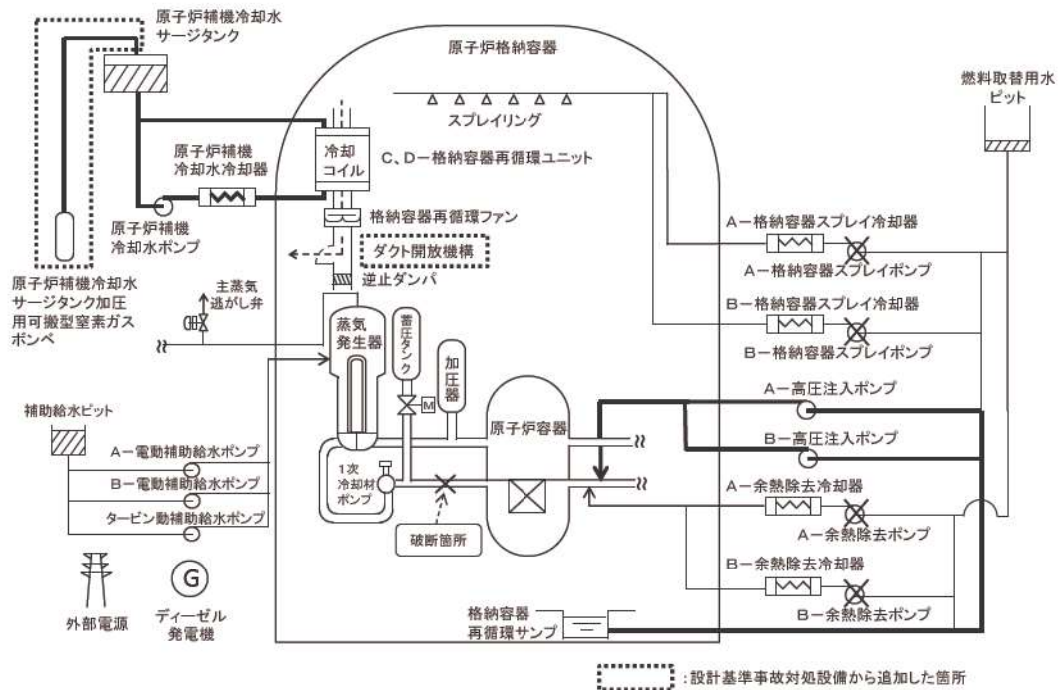 原子炉補機冷却水
サージタンク
原子炉格納容器
燃料取替用水
ピット
スプレイリング
冷却
コイル
C、D－格納容器再循環ユニット
原子炉補機
冷却水冷却器
原子炉補機
冷却水ポンプ
格納容器再循環ファン
ダクト開放機構
逆止ダンパ
A－格納容器スプレイ冷却器
A－格納容器スプレイポンプ
B－格納容器スプレイ冷却器
B－格納容器スプレイポンプ
原子炉補機冷却水
サージタンク加圧
用可搬型窒素ガス
ボンベ
主蒸気
逃がし弁
蒸気
発生器
蓄圧タンク
M
加圧器
原子炉容器
A－高圧注入ポンプ
B－高圧注入ポンプ
補助給水ピット
A－電動補助給水ポンプ
B－電動補助給水ポンプ
タービン動補助給水ポンプ
1次
冷却材
ポンプ
破断箇所
A－余熱除去冷却器
A－余熱除去ポンプ
B－余熱除去冷却器
B－余熱除去ポンプ
外部電源
G
ディーゼル
発電機
格納容器
再循環サンプ
：設計基準事故対処設備から追加した箇所